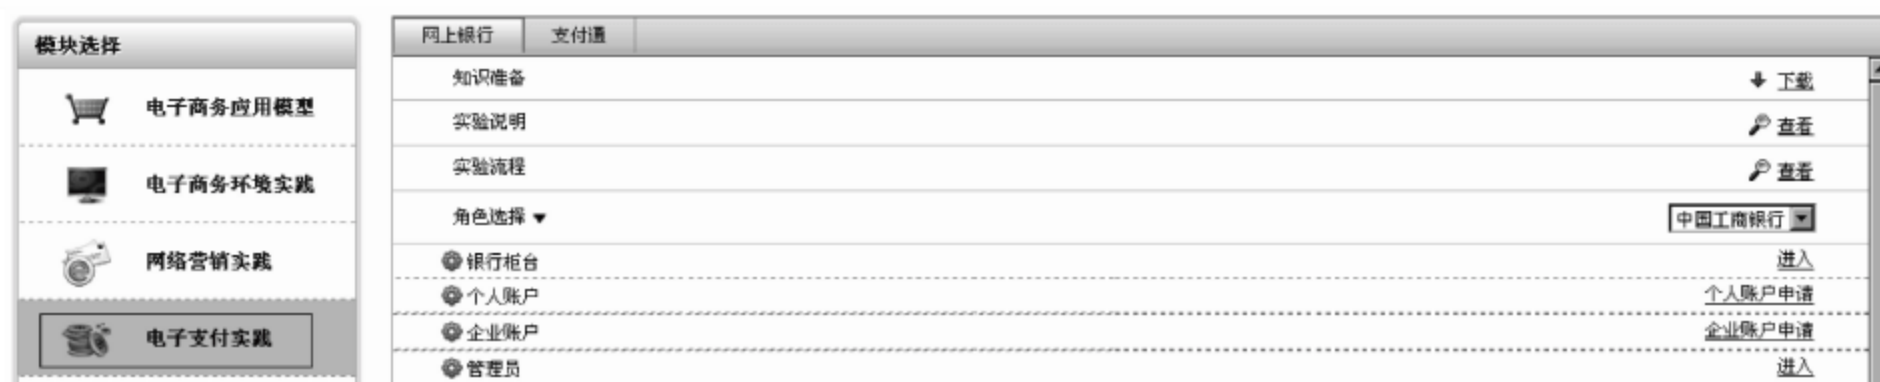 模块选择
电子商务应用模型
电子商务环境实践
网络营销实践
电子支付实践
网上银行 支付通
知识准备 下载
实验说明 查看
实验流程 查看
角色选择 中国工商银行
银行柜台 进入
个人账户 个人账户申请
企业账户 企业账户申请
管理员 进入